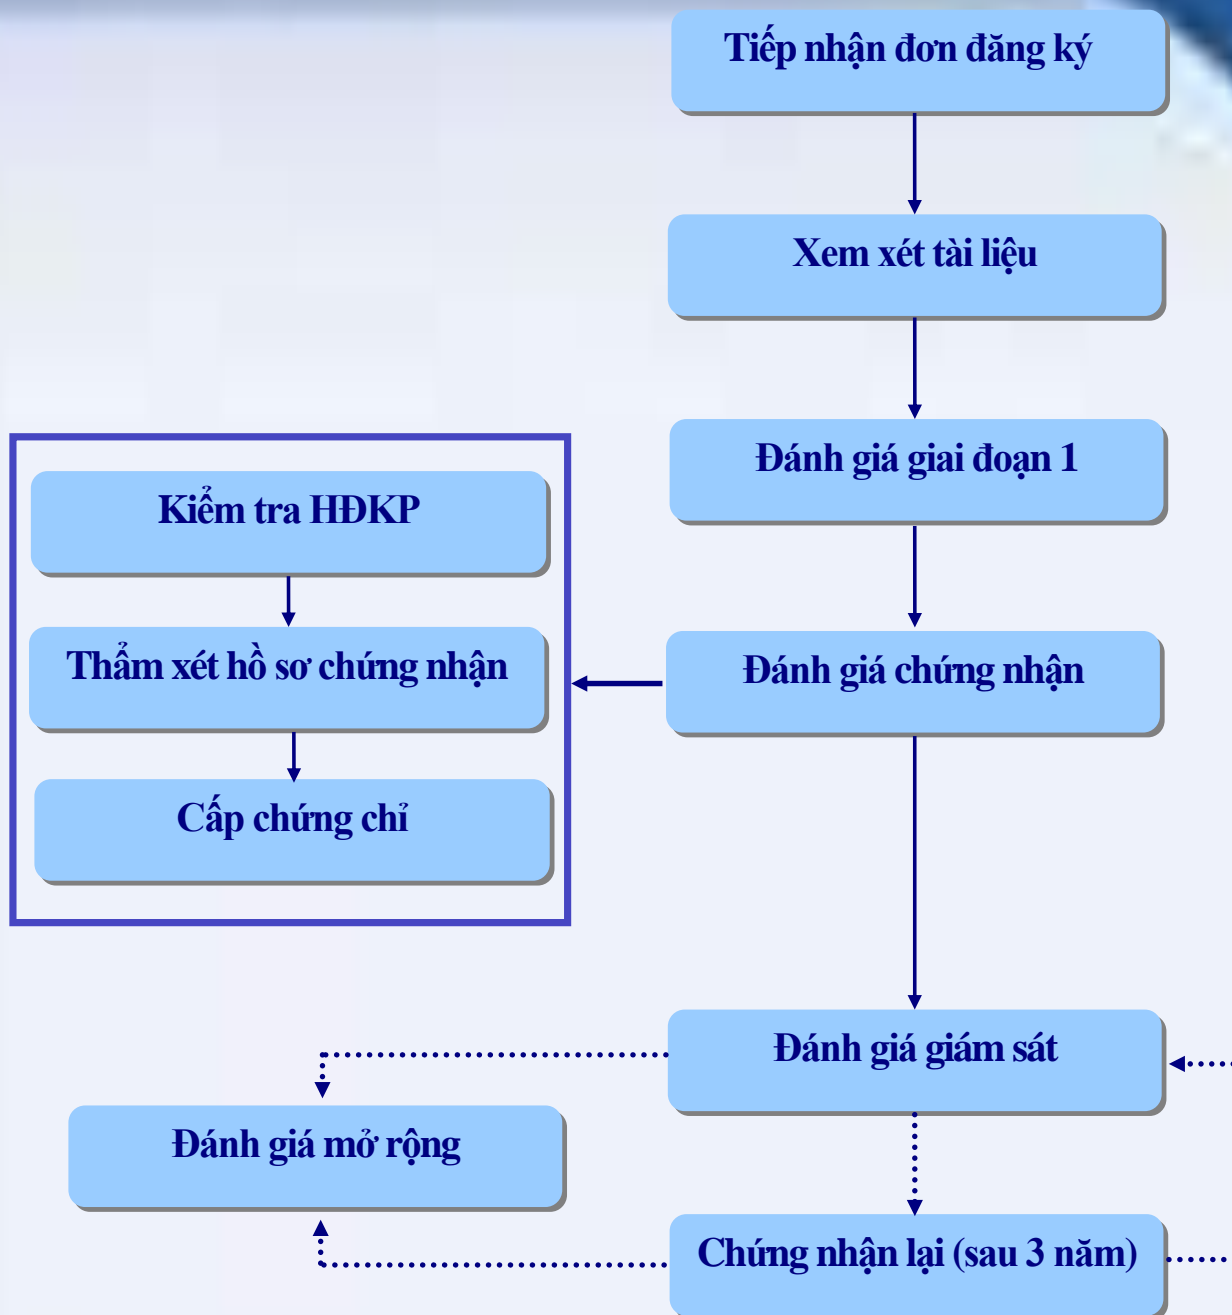 Tiếp nhận đơn đăng ký
Xem xét tài liệu
Đánh giá giai đoạn 1
Kiểm tra HĐKP
Thẩm xét hồ sơ chứng nhận
Đánh giá chứng nhận
Cấp chứng chỉ
Đánh giá giám sát
Đánh giá mở rộng
Chứng nhận lại (sau 3 năm)